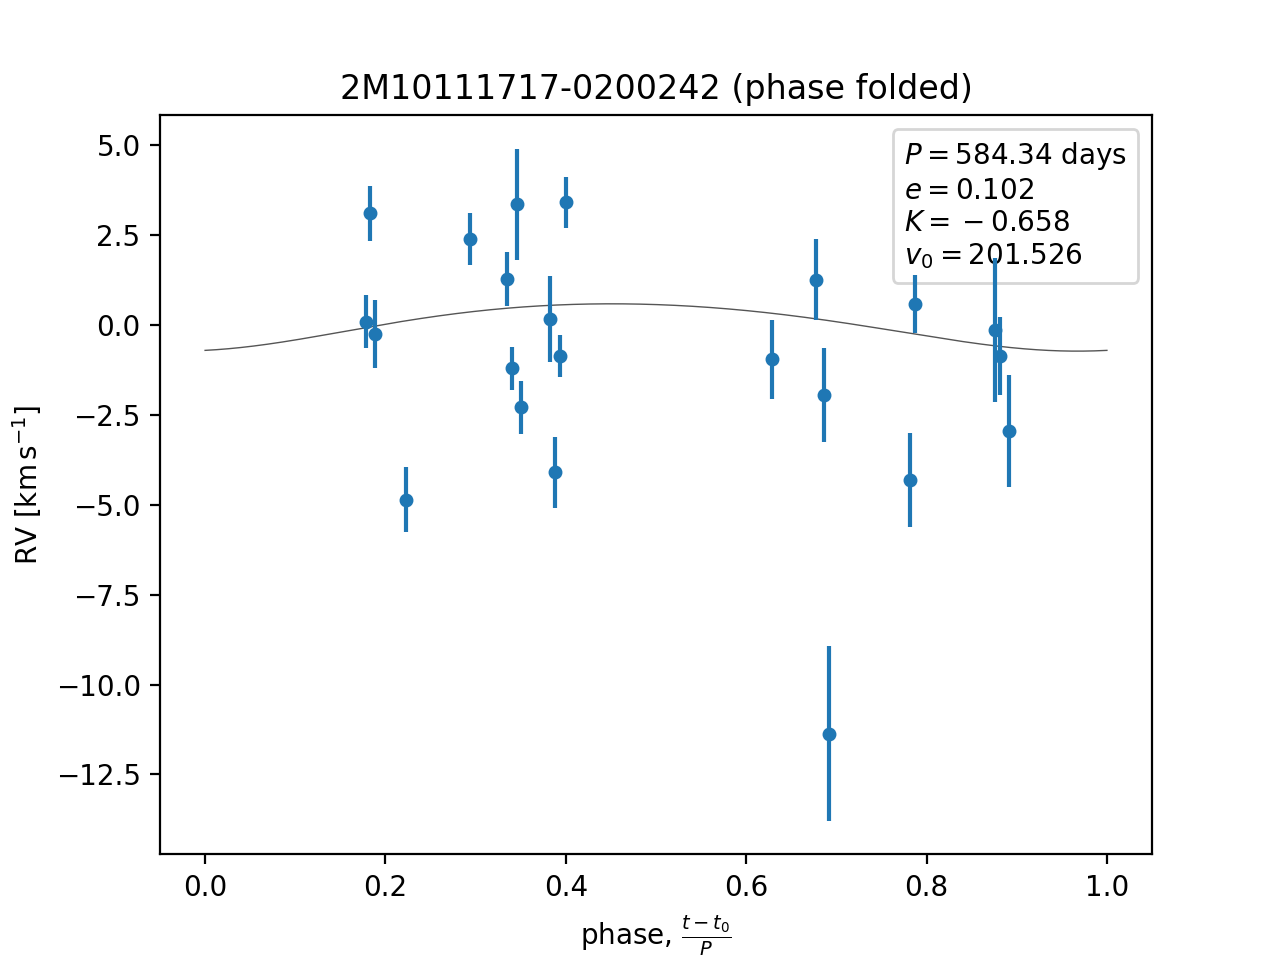 2M10111717-0200242 (phase folded)
P = 584.34 days
e = 0.102
K = −0.658
v₀ = 201.526
5.0
2.5
0.0
−2.5
−5.0
−7.5
−10.0
−12.5
RV [km s⁻¹]
0.0 0.2 0.4 0.6 0.8 1.0
phase, (t − t₀)/P